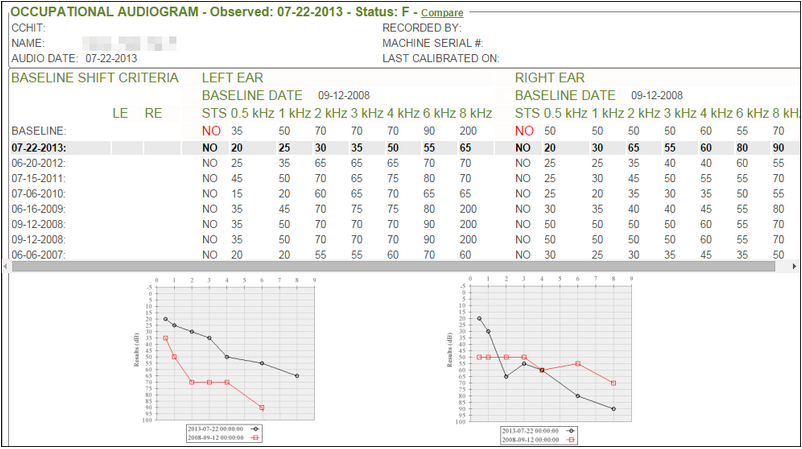 OCCUPATIONAL AUDIOGRAM - Observed: 07-22-2013 - Status: F - Compare
CCHIT: RECORDED BY:
NAME: MACHINE SERIAL #:
AUDIO DATE: 07-22-2013 LAST CALIBRATED ON:
BASELINE SHIFT CRITERIA LEFT EAR RIGHT EAR
BASELINE DATE 09-12-2008 BASELINE DATE 09-12-2008
LE RE STS 0.5 kHz 1 kHz 2 kHz 3 kHz 4 kHz 6 kHz 8 kHz STS 0.5 kHz 1 kHz 2 kHz 3 kHz 4 kHz 6 kHz 8 kH
BASELINE: NO 35 50 70 70 70 90 200 NO 50 50 50 50 60 55 70
07-22-2013: NO 20 25 30 35 50 55 65 NO 20 30 65 55 60 80 90
06-20-2012: NO 25 35 65 65 65 70 70 NO 25 25 35 40 40 60 55
07-15-2011: NO 45 50 70 65 75 80 70 NO 25 30 45 50 55 55 70
07-06-2010: NO 15 20 60 65 70 65 65 NO 25 20 35 30 35 50 55
06-16-2009: NO 35 45 70 75 75 80 200 NO 30 35 40 40 45 55 80
09-12-2008: NO 35 50 70 70 70 90 200 NO 50 50 50 50 60 55 70
09-12-2008: NO 35 50 70 70 70 90 200 NO 50 50 50 50 60 55 70
06-06-2007: NO 20 20 55 55 60 70 60 NO 30 25 30 35 45 35 50
0 1 2 3 4 5 6 7 8 9 0 1 2 3 4 5 6 7 8 9
-5 -5
0 0
5 5
10 10
15 15
20 20
25 25
30 30
35 35
40 40
45 45
50 50
55 55
60 60
65 65
70 70
75 75
80 80
85 85
90 90
95 95
100 100
Results (dB) Results (dB)
2013-07-22 00:00:00 2013-07-22 00:00:00
2008-09-12 00:00:00 2008-09-12 00:00:00